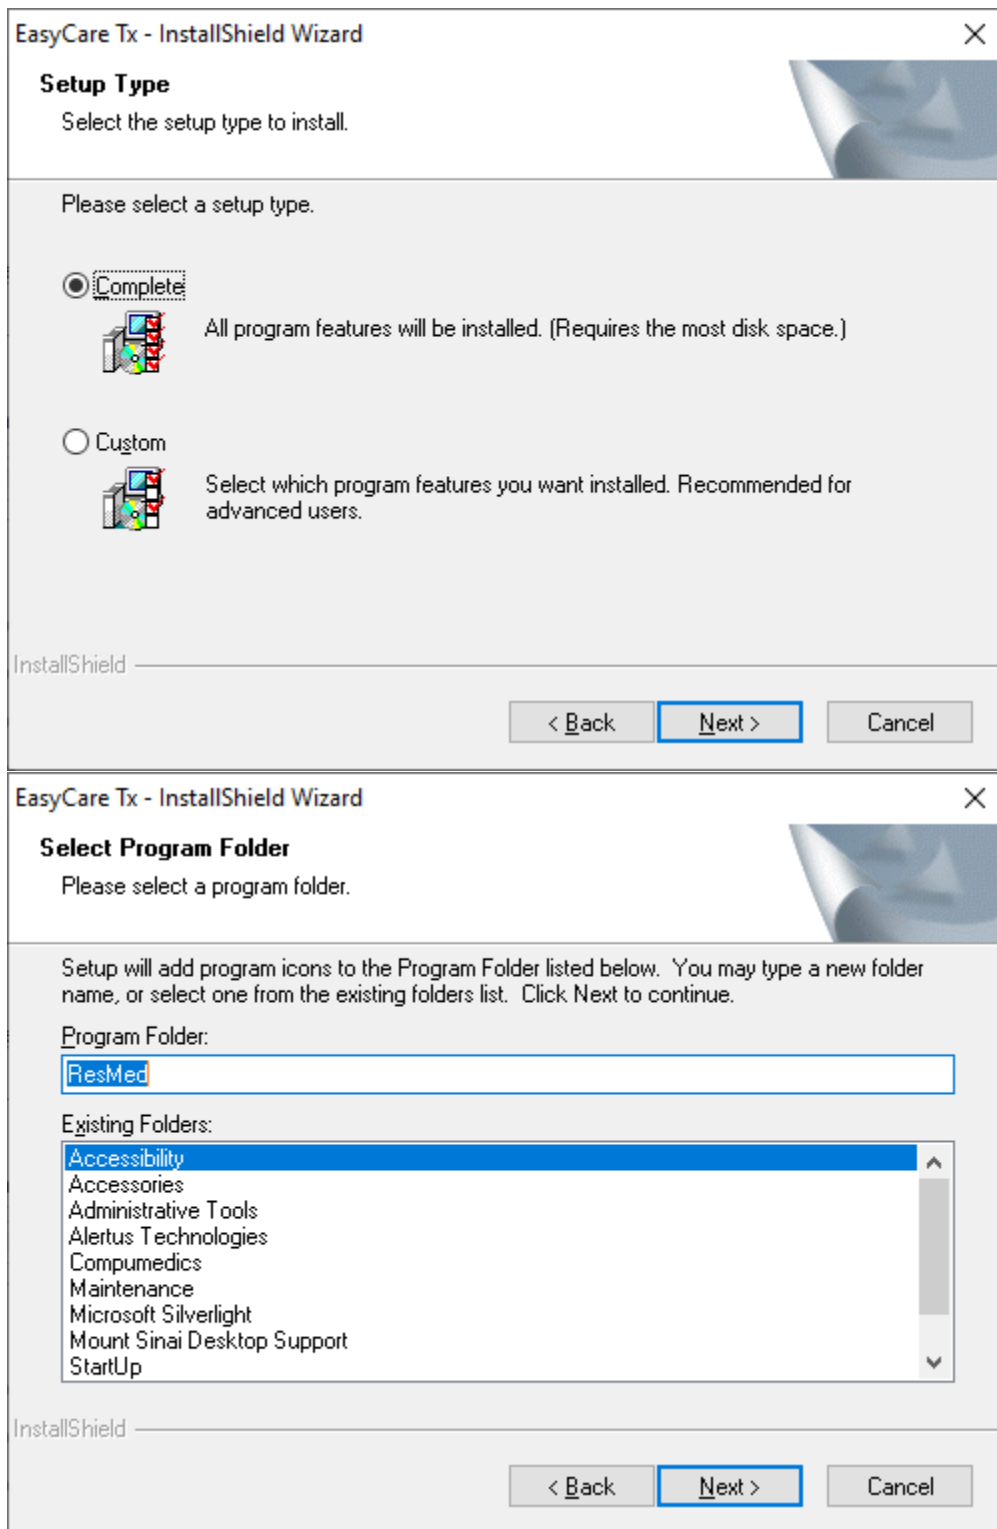 EasyCare Tx - InstallShield Wizard
Setup Type
Select the setup type to install.
Please select a setup type.
Complete
All program features will be installed. (Requires the most disk space.)
Custom
Select which program features you want installed. Recommended for
advanced users.
InstallShield
< Back
Next >
Cancel
EasyCare Tx - InstallShield Wizard
Select Program Folder
Please select a program folder.
Setup will add program icons to the Program Folder listed below.  You may type a new folder
name, or select one from the existing folders list.  Click Next to continue.
Program Folder:
ResMed
Existing Folders:
Accessibility
Accessories
Administrative Tools
Alertus Technologies
Compumedics
Maintenance
Microsoft Silverlight
Mount Sinai Desktop Support
StartUp
InstallShield
< Back
Next >
Cancel